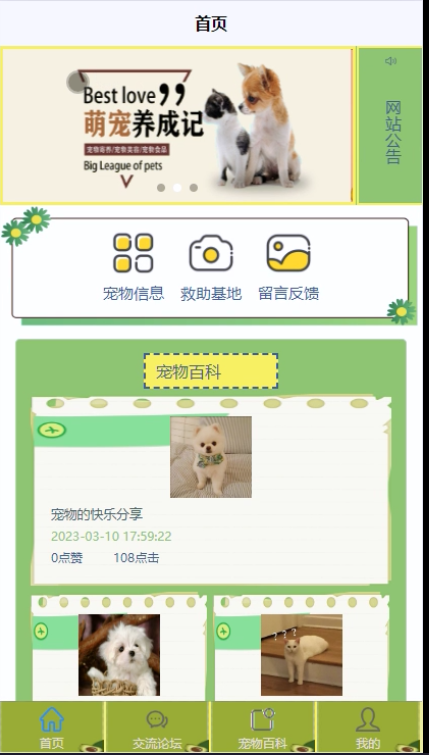 首页
Best love
萌宠养成记
宠物寄养/宠物美容/宠物食品
Big League of pets
网站公告
宠物信息
救助基地
留言反馈
宠物百科
宠物的快乐分享
2023-03-10 17:59:22
0点赞 108点击
? ? ?
首页
交流论坛
宠物百科
我的